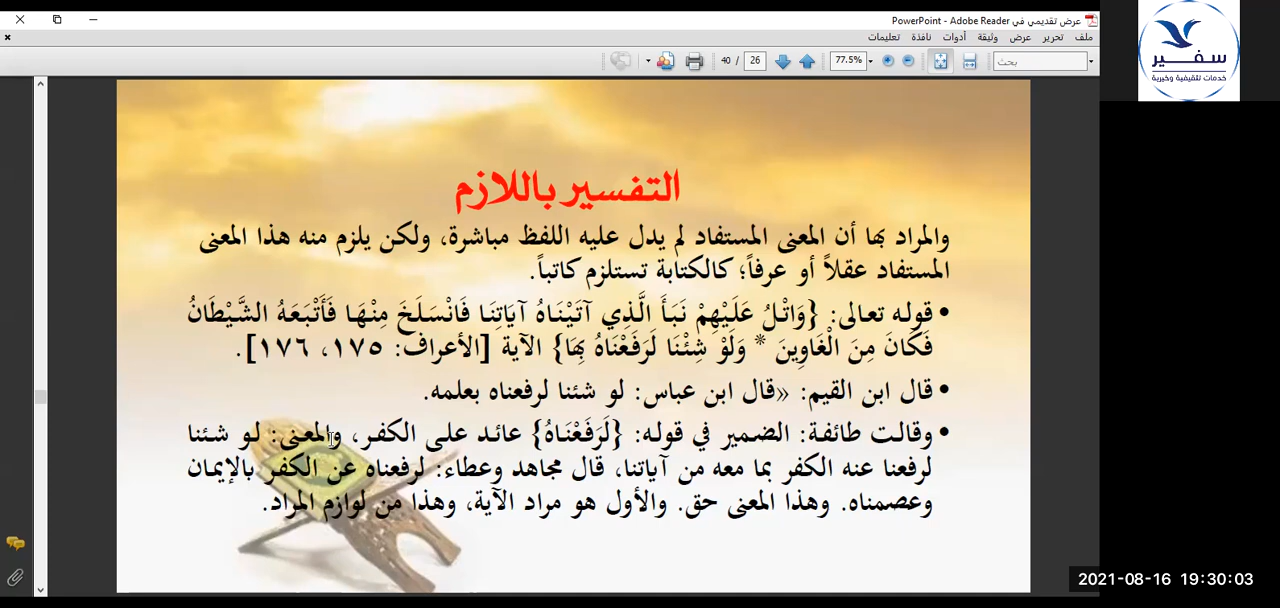 عرض تقديمي في PowerPoint - Adobe Reader
ملف تحرير عرض وثيقة أدوات نافذة تعليمات
40 / 26 77.5% بحث
سفير
خدمات تثقيفية وخيرية
التفسير باللازم
والمراد بها أن المعنى المستفاد لم يدل عليه اللفظ مباشرة، ولكن يلزم منه هذا المعنى
المستفاد عقلاً أو عرفاً؛ كالكتابة تستلزم كاتباً.
• قوله تعالى: {وَاتْلُ عَلَيْهِمْ نَبَأَ الَّذِي آتَيْنَاهُ آيَاتِنَا فَانْسَلَخَ مِنْهَا فَأَتْبَعَهُ الشَّيْطَانُ
فَكَانَ مِنَ الْغَاوِينَ * وَلَوْ شِئْنَا لَرَفَعْنَاهُ بِهَا} الآية [الأعراف: ١٧٥، ١٧٦].
• قال ابن القيم: «قال ابن عباس: لو شئنا لرفعناه بعلمه.
• وقالت طائفة: الضمير في قوله: {لَرَفَعْنَاهُ} عائد على الكفر، والمعنى: لو شئنا
لرفعنا عنه الكفر بما معه من آياتنا، قال مجاهد وعطاء: لرفعناه عن الكفر بالإيمان
وعصمناه. وهذا المعنى حق. والأول هو مراد الآية، وهذا من لوازم المراد.
2021-08-16 19:30:03